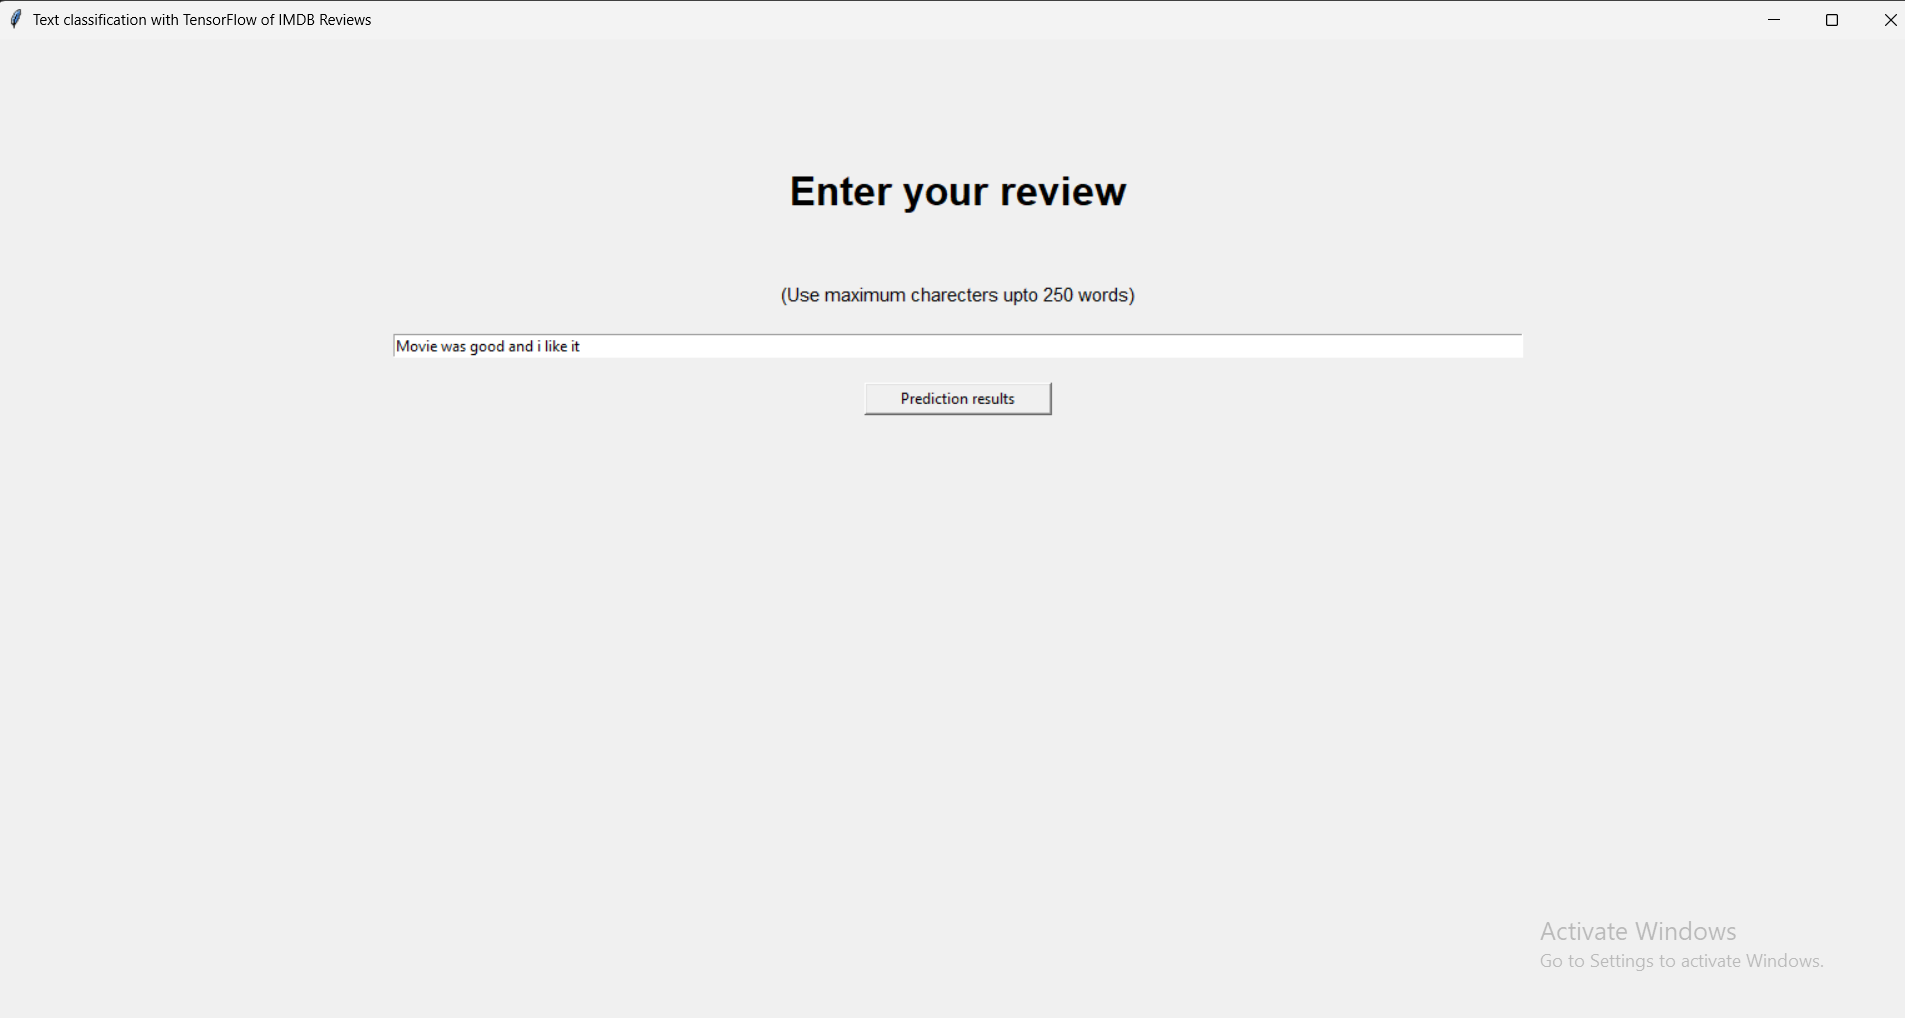 Text classification with TensorFlow of IMDB Reviews
Enter your review
(Use maximum charecters upto 250 words)
Movie was good and i like it
Prediction results
Activate Windows
Go to Settings to activate Windows.